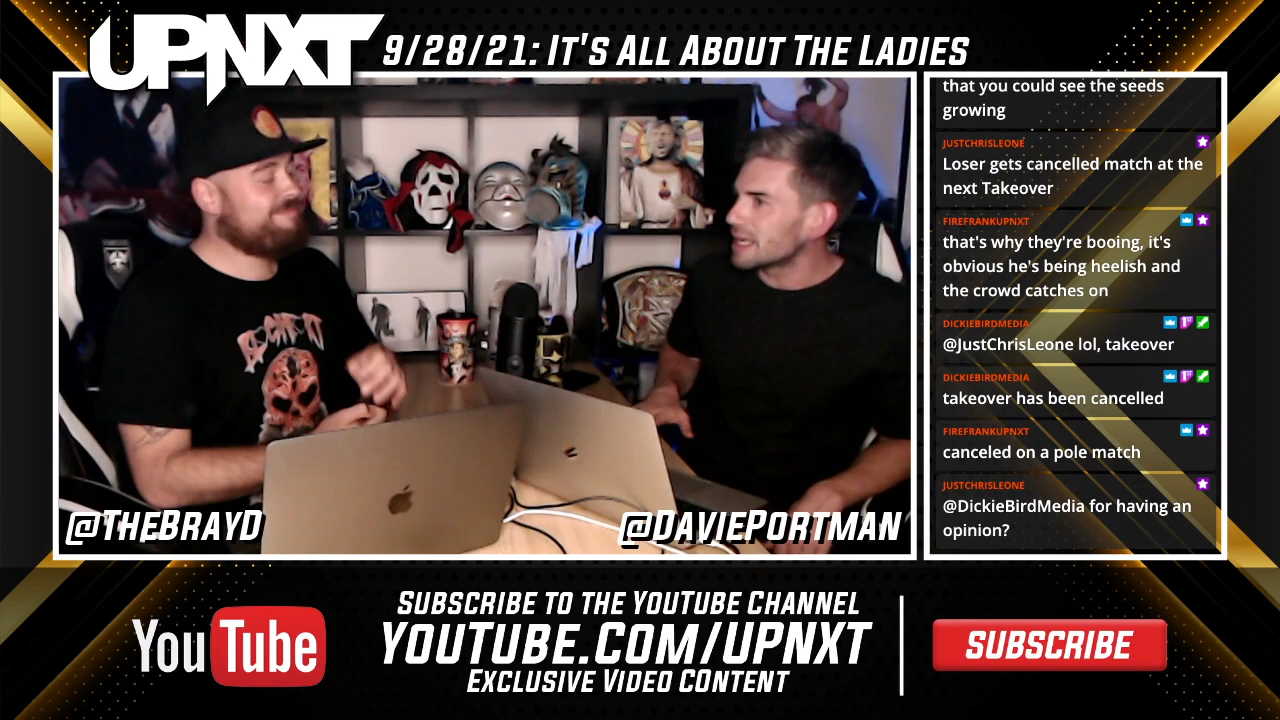 UPNXT
9/28/21: IT'S ALL ABOUT THE LADIES
that you could see the seeds
growing
JUSTCHRISLEONE
Loser gets cancelled match at the
next Takeover
FIREFRANKUPNXT
that's why they're booing, it's
obvious he's being heelish and
the crowd catches on
DICKIEBIRDMEDIA
@JustChrisLeone lol, takeover
DICKIEBIRDMEDIA
takeover has been cancelled
FIREFRANKUPNXT
canceled on a pole match
JUSTCHRISLEONE
@DickieBirdMedia for having an
opinion?
@THEBRAYD
@DAVIEPORTMAN
YouTube
SUBSCRIBE TO THE YOUTUBE CHANNEL
YOUTUBE.COM/UPNXT
EXCLUSIVE VIDEO CONTENT
SUBSCRIBE